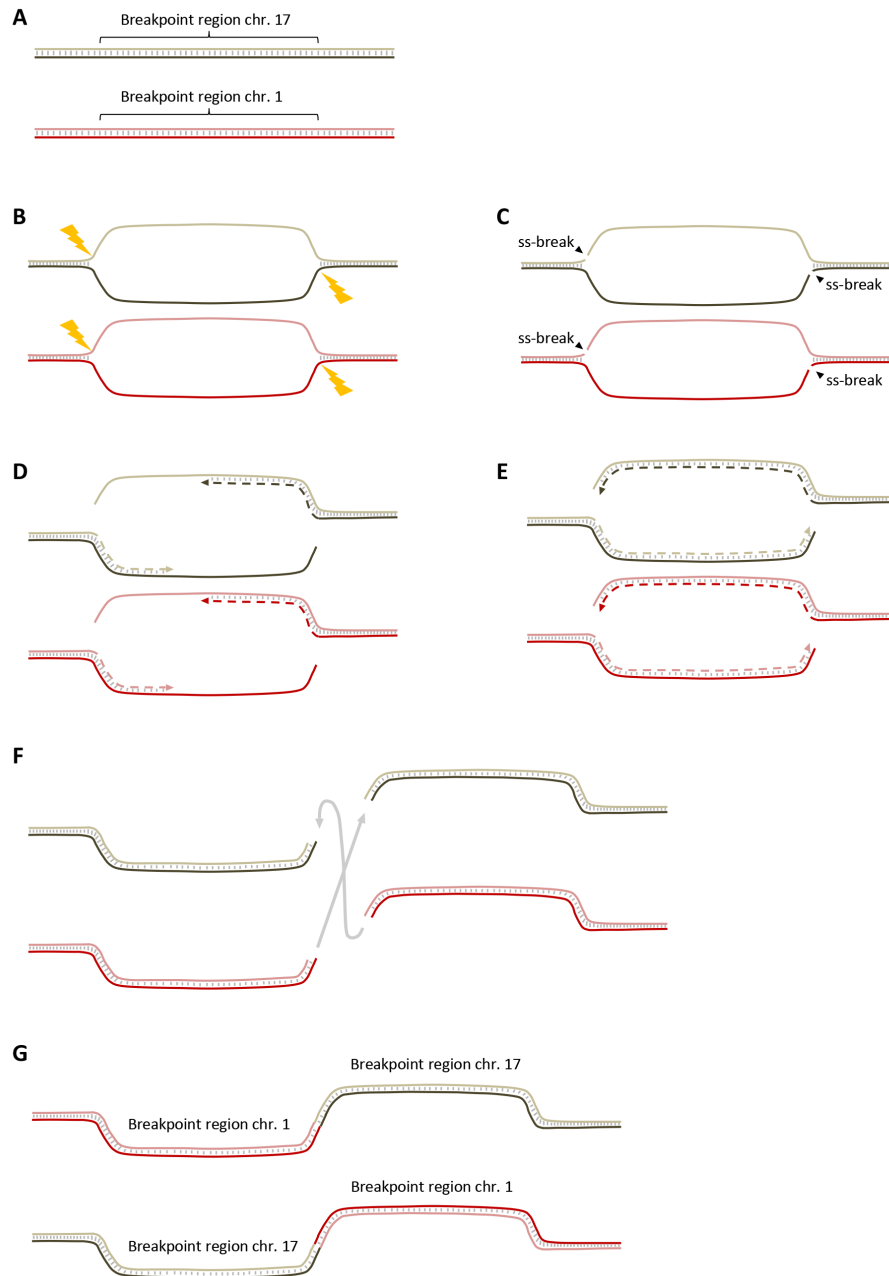 A
Breakpoint region chr. 17
Breakpoint region chr. 1
B
C
ss-break
ss-break
ss-break
ss-break
D
E
F
G
Breakpoint region chr. 17
Breakpoint region chr. 1
Breakpoint region chr. 1
Breakpoint region chr. 17